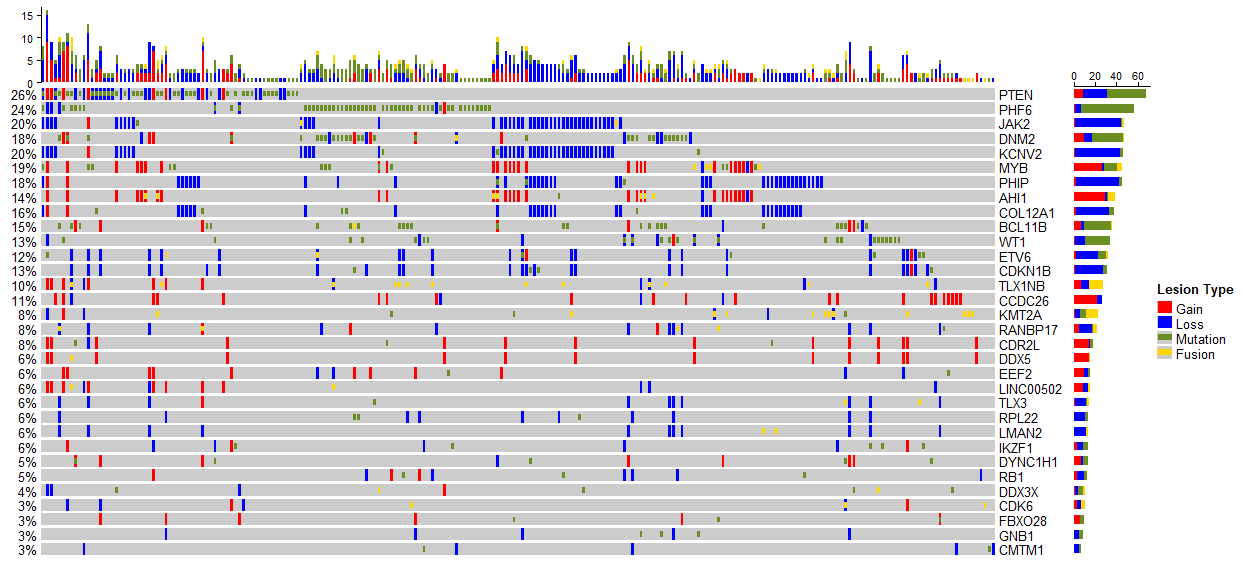 15
10
5
0
0 20 40 60
26% PTEN
24% PHF6
20% JAK2
18% DNM2
20% KCNV2
19% MYB
18% PHIP
14% AHI1
16% COL12A1
15% BCL11B
13% WT1
12% ETV6
13% CDKN1B
10% TLX1NB
11% CCDC26
8% KMT2A
8% RANBP17
8% CDR2L
6% DDX5
6% EEF2
6% LINC00502
6% TLX3
6% RPL22
6% LMAN2
6% IKZF1
5% DYNC1H1
5% RB1
4% DDX3X
3% CDK6
3% FBXO28
3% GNB1
3% CMTM1
Lesion Type
Gain
Loss
Mutation
Fusion